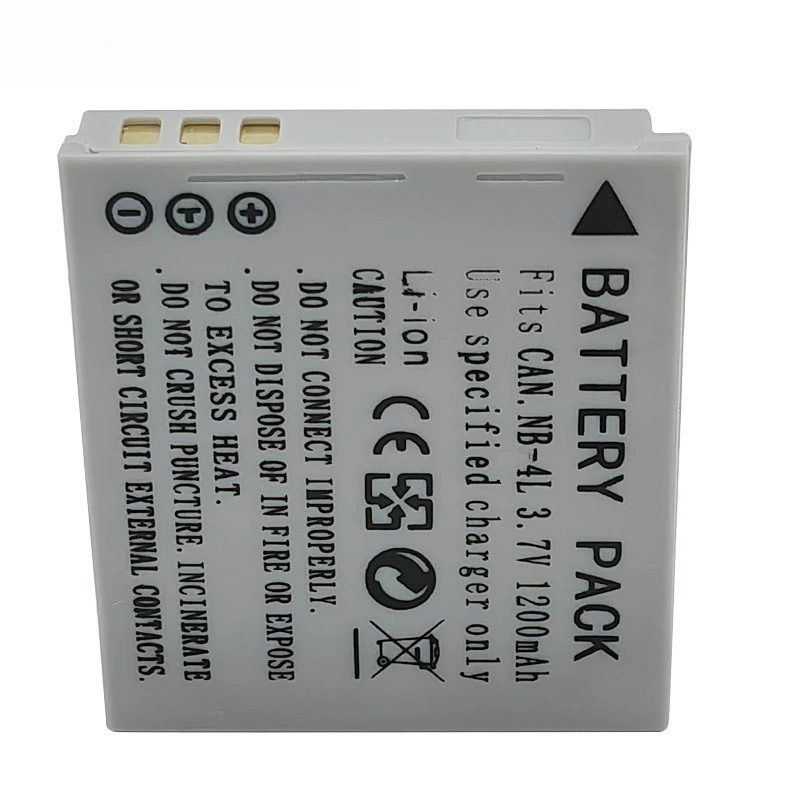 BATTERY PACK
Fits CAN. NB-4L 3.7V 1200mAh
Use specified charger only
Li-ion
CAUTION
.DO NOT CONNECT IMPROPERLY.
.DO NOT DISPOSE OF IN FIRE OR EXPOSE
TO EXCESS HEAT.
.DO NOT CRUSH PUNCTURE. INCINERATE
OR SHORT CIRCUIT EXTERNAL CONTACTS.
- T +
CE